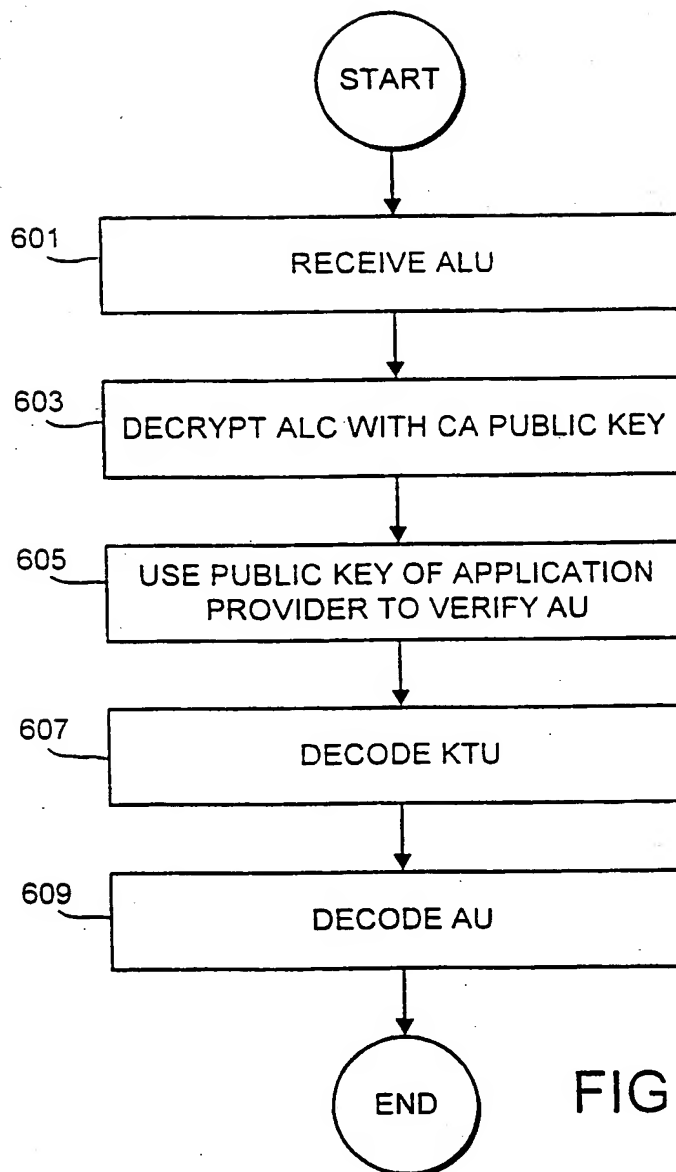 START
601
RECEIVE ALU
603
DECRYPT ALC WITH CA PUBLIC KEY
605
USE PUBLIC KEY OF APPLICATION
PROVIDER TO VERIFY AU
607
DECODE KTU
609
DECODE AU
END
FIG